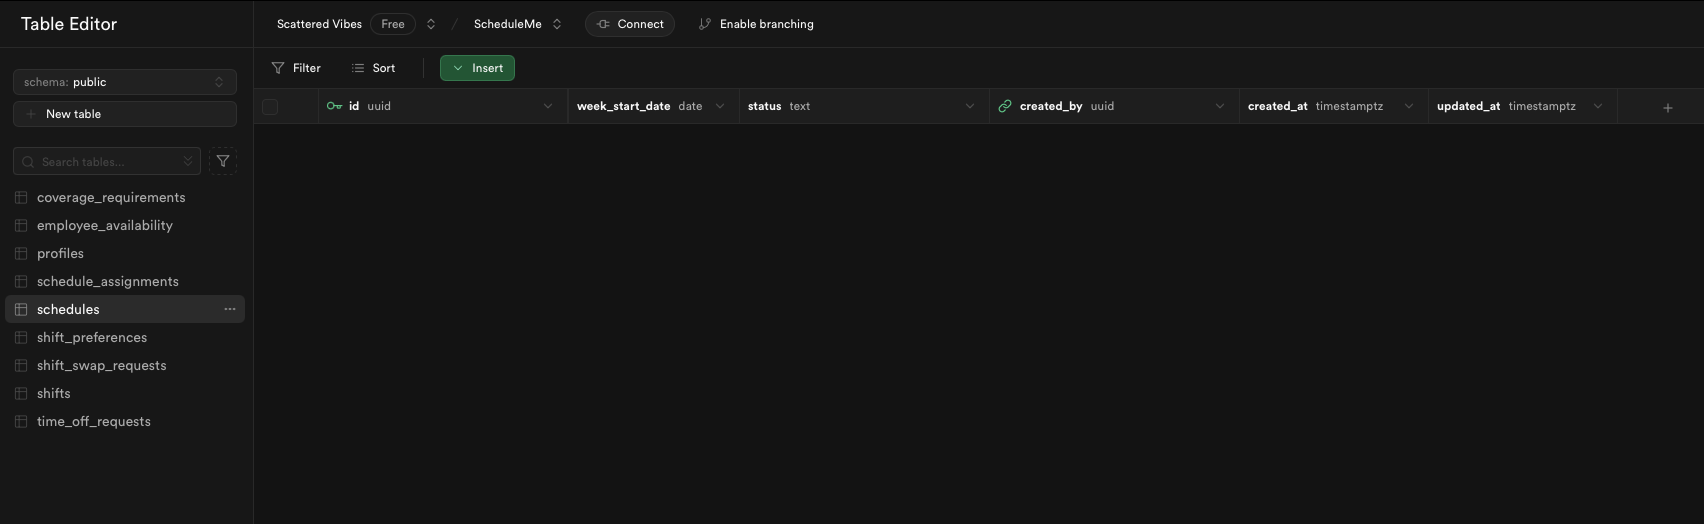 Table Editor
Scattered Vibes Free / ScheduleMe Connect Enable branching
schema: public
New table
Search tables...
coverage_requirements
employee_availability
profiles
schedule_assignments
schedules
shift_preferences
shift_swap_requests
shifts
time_off_requests
Filter Sort Insert
id uuid week_start_date date status text created_by uuid created_at timestamptz updated_at timestamptz